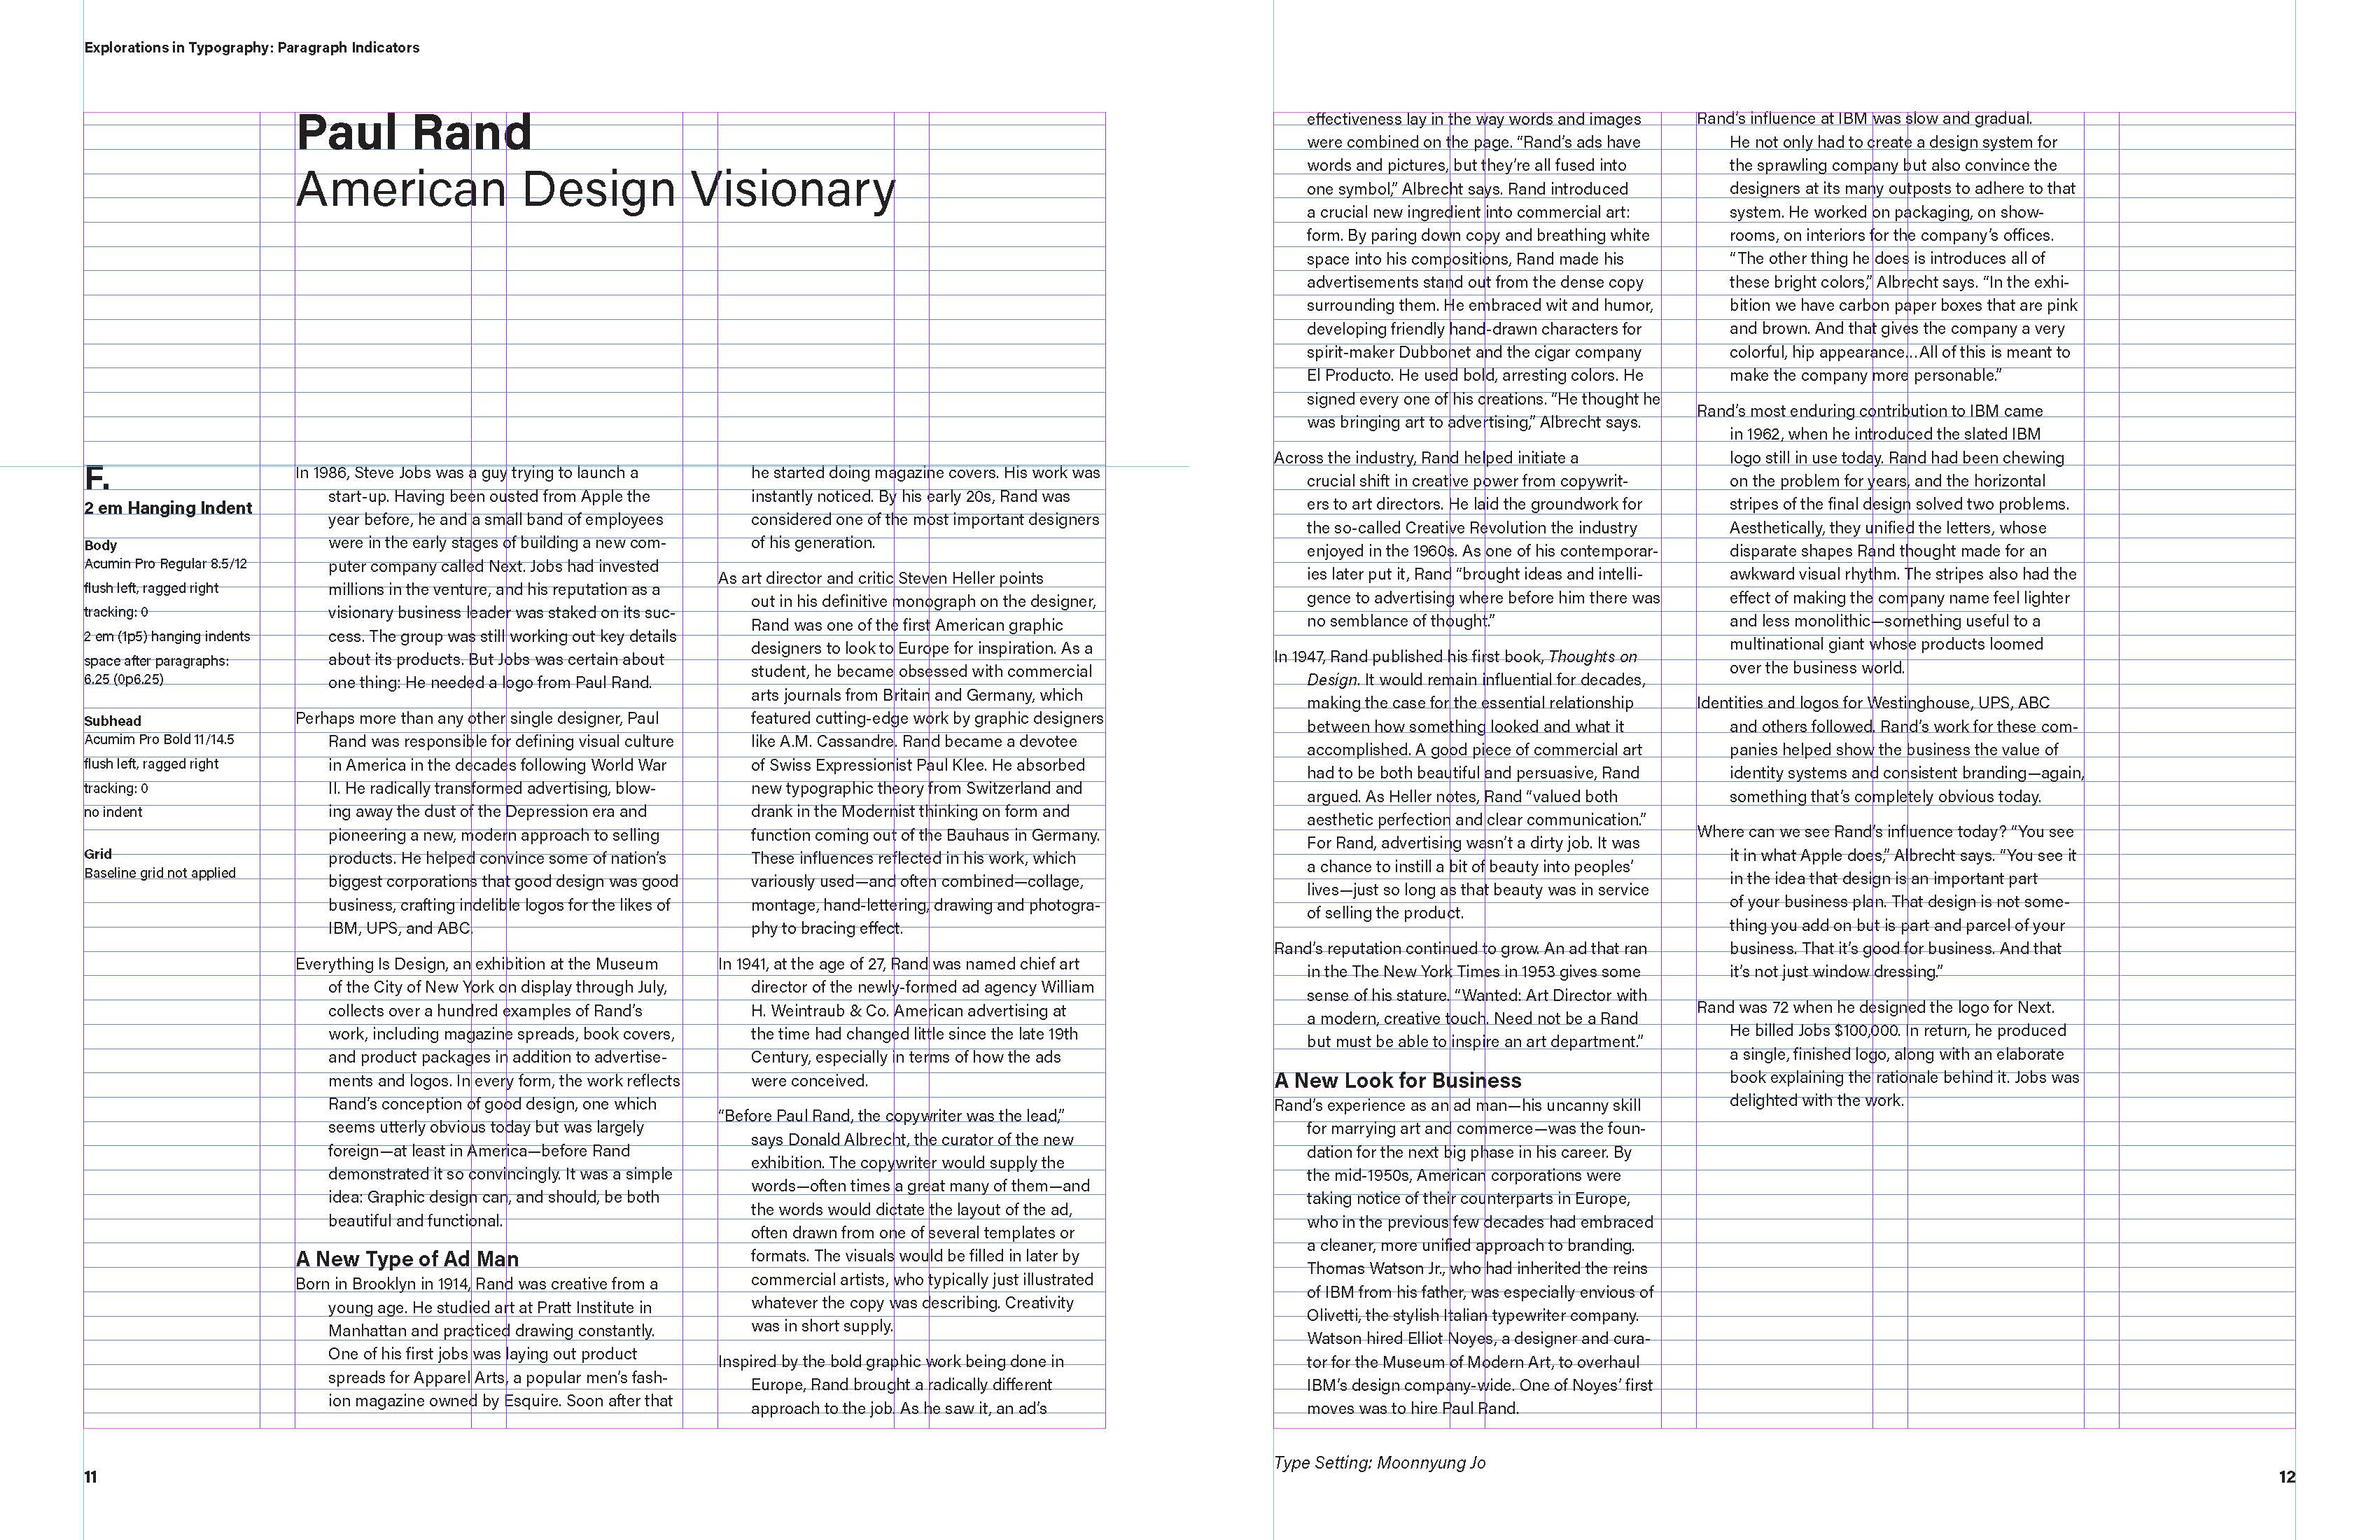 Explorations in Typography: Paragraph Indicators
Paul Rand
American Design Visionary
F.
2 em Hanging Indent
Body
Acumin Pro Regular 8.5/12
flush left, ragged right
tracking: 0
2 em (1p5) hanging indents
space after paragraphs:
6.25 (0p6.25)
Subhead
Acumim Pro Bold 11/14.5
flush left, ragged right
tracking: 0
no indent
Grid
Baseline grid not applied
In 1986, Steve Jobs was a guy trying to launch a
start-up. Having been ousted from Apple the
year before, he and a small band of employees
were in the early stages of building a new com-
puter company called Next. Jobs had invested
millions in the venture, and his reputation as a
visionary business leader was staked on its suc-
cess. The group was still working out key details
about its products. But Jobs was certain about
one thing: He needed a logo from Paul Rand.
Perhaps more than any other single designer, Paul
Rand was responsible for defining visual culture
in America in the decades following World War
II. He radically transformed advertising, blow-
ing away the dust of the Depression era and
pioneering a new, modern approach to selling
products. He helped convince some of nation’s
biggest corporations that good design was good
business, crafting indelible logos for the likes of
IBM, UPS, and ABC.
Everything Is Design, an exhibition at the Museum
of the City of New York on display through July,
collects over a hundred examples of Rand’s
work, including magazine spreads, book covers,
and product packages in addition to advertise-
ments and logos. In every form, the work reflects
Rand’s conception of good design, one which
seems utterly obvious today but was largely
foreign—at least in America—before Rand
demonstrated it so convincingly. It was a simple
idea: Graphic design can, and should, be both
beautiful and functional.
A New Type of Ad Man
Born in Brooklyn in 1914, Rand was creative from a
young age. He studied art at Pratt Institute in
Manhattan and practiced drawing constantly.
One of his first jobs was laying out product
spreads for Apparel Arts, a popular men’s fash-
ion magazine owned by Esquire. Soon after that
he started doing magazine covers. His work was
instantly noticed. By his early 20s, Rand was
considered one of the most important designers
of his generation.
As art director and critic Steven Heller points
out in his definitive monograph on the designer,
Rand was one of the first American graphic
designers to look to Europe for inspiration. As a
student, he became obsessed with commercial
arts journals from Britain and Germany, which
featured cutting-edge work by graphic designers
like A.M. Cassandre. Rand became a devotee
of Swiss Expressionist Paul Klee. He absorbed
new typographic theory from Switzerland and
drank in the Modernist thinking on form and
function coming out of the Bauhaus in Germany.
These influences reflected in his work, which
variously used—and often combined—collage,
montage, hand-lettering, drawing and photogra-
phy to bracing effect.
In 1941, at the age of 27, Rand was named chief art
director of the newly-formed ad agency William
H. Weintraub & Co. American advertising at
the time had changed little since the late 19th
Century, especially in terms of how the ads
were conceived.
“Before Paul Rand, the copywriter was the lead,”
says Donald Albrecht, the curator of the new
exhibition. The copywriter would supply the
words—often times a great many of them—and
the words would dictate the layout of the ad,
often drawn from one of several templates or
formats. The visuals would be filled in later by
commercial artists, who typically just illustrated
whatever the copy was describing. Creativity
was in short supply.
Inspired by the bold graphic work being done in
Europe, Rand brought a radically different
approach to the job. As he saw it, an ad’s
11
effectiveness lay in the way words and images
were combined on the page. “Rand’s ads have
words and pictures, but they’re all fused into
one symbol,” Albrecht says. Rand introduced
a crucial new ingredient into commercial art:
form. By paring down copy and breathing white
space into his compositions, Rand made his
advertisements stand out from the dense copy
surrounding them. He embraced wit and humor,
developing friendly hand-drawn characters for
spirit-maker Dubbonet and the cigar company
El Producto. He used bold, arresting colors. He
signed every one of his creations. “He thought he
was bringing art to advertising,” Albrecht says.
Across the industry, Rand helped initiate a
crucial shift in creative power from copywrit-
ers to art directors. He laid the groundwork for
the so-called Creative Revolution the industry
enjoyed in the 1960s. As one of his contemporar-
ies later put it, Rand “brought ideas and intelli-
gence to advertising where before him there was
no semblance of thought.”
In 1947, Rand published his first book, Thoughts on
Design. It would remain influential for decades,
making the case for the essential relationship
between how something looked and what it
accomplished. A good piece of commercial art
had to be both beautiful and persuasive, Rand
argued. As Heller notes, Rand “valued both
aesthetic perfection and clear communication.”
For Rand, advertising wasn’t a dirty job. It was
a chance to instill a bit of beauty into peoples’
lives—just so long as that beauty was in service
of selling the product.
Rand’s reputation continued to grow. An ad that ran
in the The New York Times in 1953 gives some
sense of his stature. “Wanted: Art Director with
a modern, creative touch. Need not be a Rand
but must be able to inspire an art department.”
A New Look for Business
Rand’s experience as an ad man—his uncanny skill
for marrying art and commerce—was the foun-
dation for the next big phase in his career. By
the mid-1950s, American corporations were
taking notice of their counterparts in Europe,
who in the previous few decades had embraced
a cleaner, more unified approach to branding.
Thomas Watson Jr., who had inherited the reins
of IBM from his father, was especially envious of
Olivetti, the stylish Italian typewriter company.
Watson hired Elliot Noyes, a designer and cura-
tor for the Museum of Modern Art, to overhaul
IBM’s design company-wide. One of Noyes’ first
moves was to hire Paul Rand.
Rand’s influence at IBM was slow and gradual.
He not only had to create a design system for
the sprawling company but also convince the
designers at its many outposts to adhere to that
system. He worked on packaging, on show-
rooms, on interiors for the company’s offices.
“The other thing he does is introduces all of
these bright colors,” Albrecht says. “In the exhi-
bition we have carbon paper boxes that are pink
and brown. And that gives the company a very
colorful, hip appearance...All of this is meant to
make the company more personable.”
Rand’s most enduring contribution to IBM came
in 1962, when he introduced the slated IBM
logo still in use today. Rand had been chewing
on the problem for years, and the horizontal
stripes of the final design solved two problems.
Aesthetically, they unified the letters, whose
disparate shapes Rand thought made for an
awkward visual rhythm. The stripes also had the
effect of making the company name feel lighter
and less monolithic—something useful to a
multinational giant whose products loomed
over the business world.
Identities and logos for Westinghouse, UPS, ABC
and others followed. Rand’s work for these com-
panies helped show the business the value of
identity systems and consistent branding—again,
something that’s completely obvious today.
Where can we see Rand’s influence today? “You see
it in what Apple does,” Albrecht says. “You see it
in the idea that design is an important part
of your business plan. That design is not some-
thing you add on but is part and parcel of your
business. That it’s good for business. And that
it’s not just window dressing.”
Rand was 72 when he designed the logo for Next.
He billed Jobs $100,000. In return, he produced
a single, finished logo, along with an elaborate
book explaining the rationale behind it. Jobs was
delighted with the work.
Type Setting: Moonnyung Jo
12